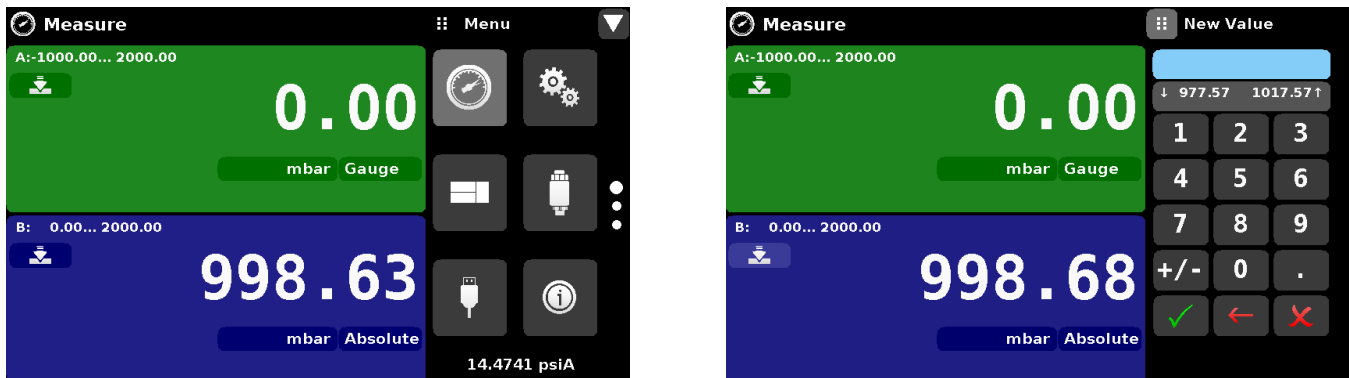 Measure
Menu
A:-1000.00... 2000.00
0.00
mbar Gauge
B: 0.00... 2000.00
998.63
mbar Absolute
14.4741 psiA
Measure
New Value
A:-1000.00... 2000.00
0.00
mbar Gauge
B: 0.00... 2000.00
998.68
mbar Absolute
↓ 977.57 1017.57↑
1 2 3
4 5 6
7 8 9
+/- 0 .